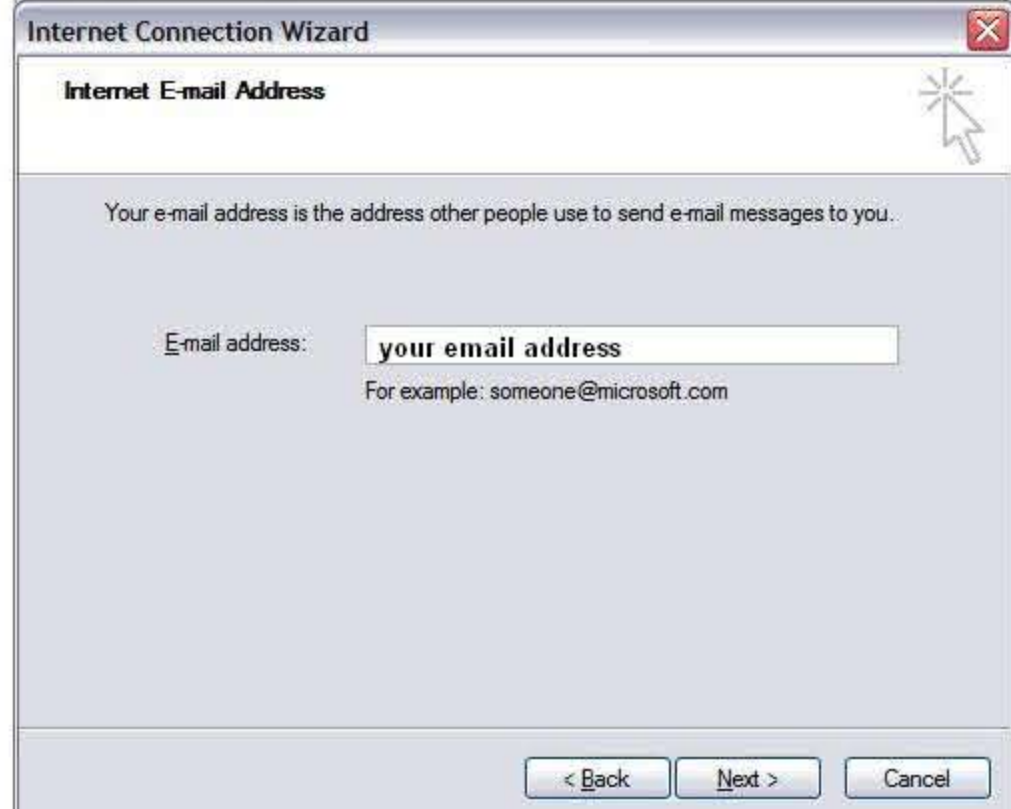 Internet Connection Wizard
Internet E-mail Address
Your e-mail address is the address other people use to send e-mail messages to you.
E-mail address: your email address
For example: someone@microsoft.com
< Back Next > Cancel